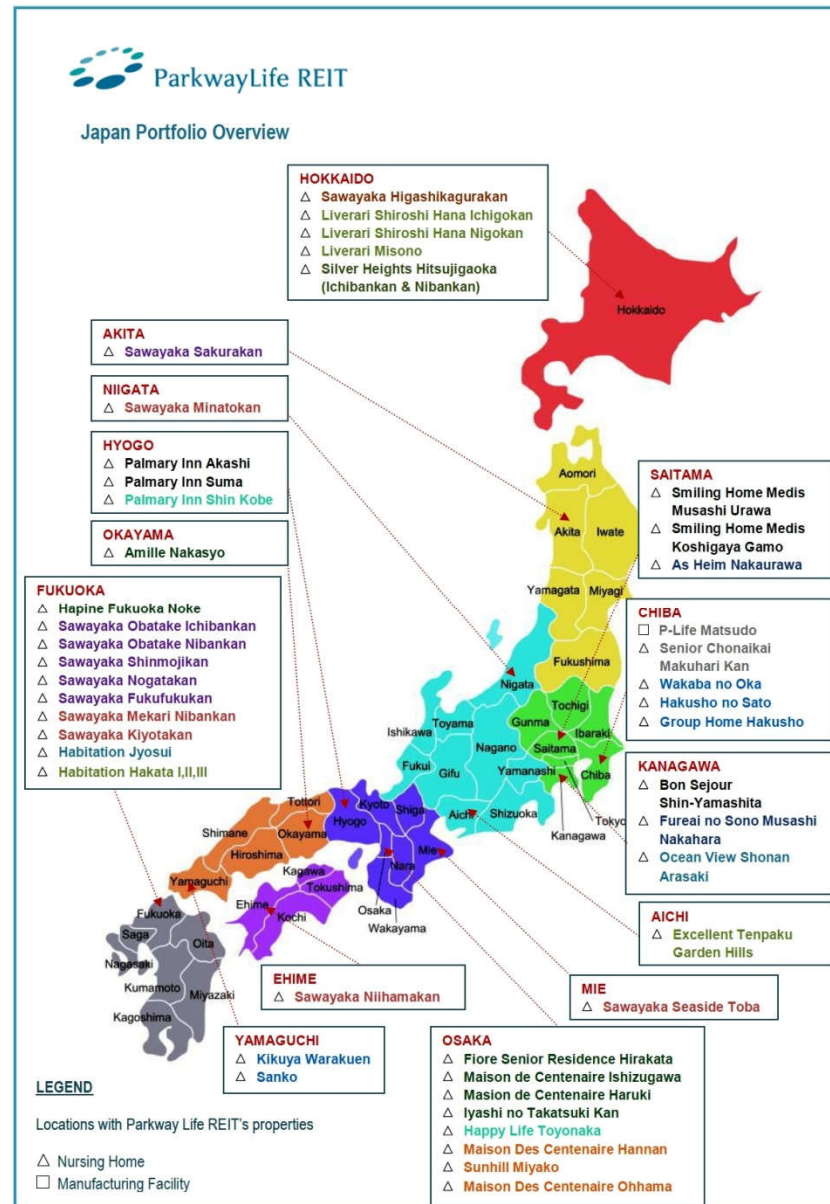 ParkwayLife REIT
Japan Portfolio Overview
HOKKAIDO
△ Sawayaka Higashikagurakan
△ Liverari Shiroshi Hana Ichigokan
△ Liverari Shiroshi Hana Nigokan
△ Liverari Misono
△ Silver Heights Hitsujigaoka
(Ichibankan & Nibankan)
AKITA
△ Sawayaka Sakurakan
NIIGATA
△ Sawayaka Minatokan
HYOGO
△ Palmary Inn Akashi
△ Palmary Inn Suma
△ Palmary Inn Shin Kobe
OKAYAMA
△ Amille Nakasyo
FUKUOKA
△ Hapine Fukuoka Noke
△ Sawayaka Obatake Ichibankan
△ Sawayaka Obatake Nibankan
△ Sawayaka Shinmojikan
△ Sawayaka Nogatakan
△ Sawayaka Fukufukukan
△ Sawayaka Mekari Nibankan
△ Sawayaka Kiyotakan
△ Habitation Jyosui
△ Habitation Hakata I,II,III
SAITAMA
△ Smiling Home Medis
Musashi Urawa
△ Smiling Home Medis
Koshigaya Gamo
△ As Heim Nakaurawa
CHIBA
□ P-Life Matsudo
△ Senior Chonaikai
Makuhari Kan
△ Wakaba no Oka
△ Hakusho no Sato
△ Group Home Hakusho
KANAGAWA
△ Bon Sejour
Shin-Yamashita
△ Fureai no Sono Musashi
Nakahara
△ Ocean View Shonan
Arasaki
AICHI
△ Excellent Tenpaku
Garden Hills
MIE
△ Sawayaka Seaside Toba
EHIME
△ Sawayaka Niihamakan
YAMAGUCHI
△ Kikuya Warakuen
△ Sanko
OSAKA
△ Fiore Senior Residence Hirakata
△ Maison de Centenaire Ishizugawa
△ Masion de Centenaire Haruki
△ Iyashi no Takatsuki Kan
△ Happy Life Toyonaka
△ Maison Des Centenaire Hannan
△ Sunhill Miyako
△ Maison Des Centenaire Ohhama
Hokkaido
Aomori
Akita
Iwate
Yamagata
Miyagi
Fukushima
Nigata
Tochigi
Gunma
Ibaraki
Saitama
Chiba
Tokyo
Kanagawa
Yamanashi
Nagano
Toyama
Ishikawa
Fukui
Gifu
Aichi
Shizuoka
Kyoto
Shiga
Hyogo
Mie
Nara
Osaka
Wakayama
Tottori
Okayama
Shimane
Hiroshima
Yamaguchi
Kagawa
Tokushima
Ehime
Kochi
Fukuoka
Saga
Oita
Nagasaki
Kumamoto
Miyazaki
Kagoshima
LEGEND
Locations with Parkway Life REIT's properties
△ Nursing Home
□ Manufacturing Facility